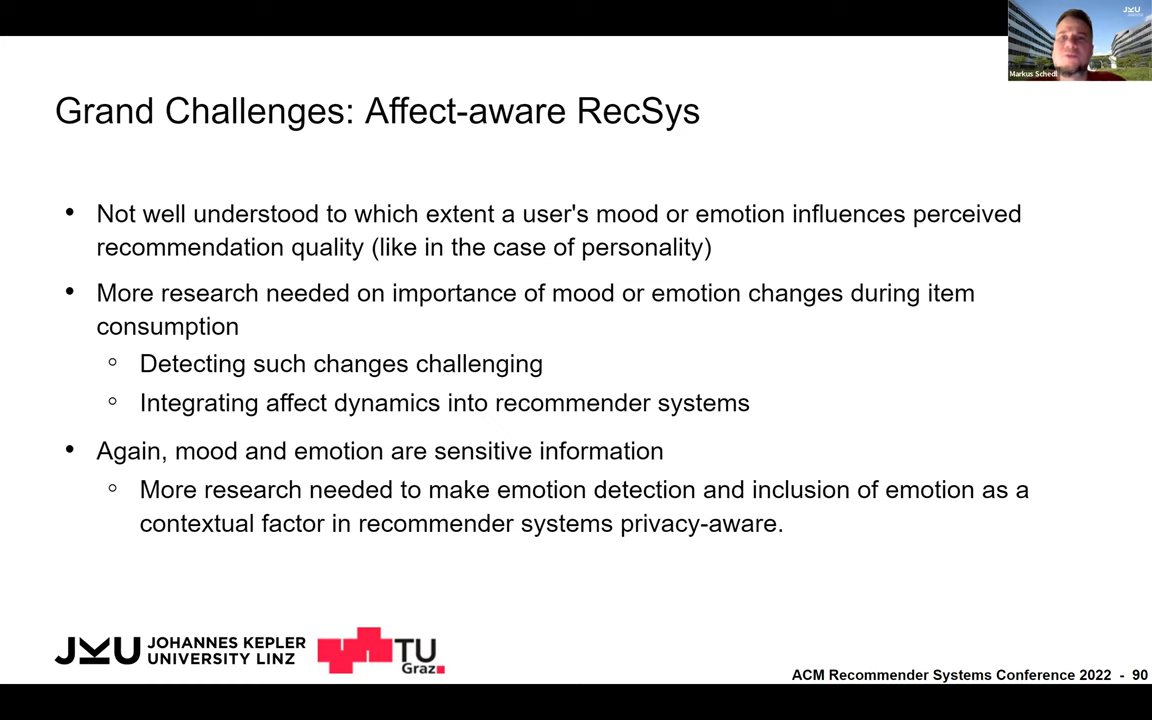 JKU
Markus Schedl
Grand Challenges: Affect-aware RecSys
• Not well understood to which extent a user's mood or emotion influences perceived
recommendation quality (like in the case of personality)
• More research needed on importance of mood or emotion changes during item
consumption
○ Detecting such changes challenging
○ Integrating affect dynamics into recommender systems
• Again, mood and emotion are sensitive information
○ More research needed to make emotion detection and inclusion of emotion as a
contextual factor in recommender systems privacy-aware.
JKU JOHANNES KEPLER
UNIVERSITY LINZ
TU
Graz
ACM Recommender Systems Conference 2022 - 90